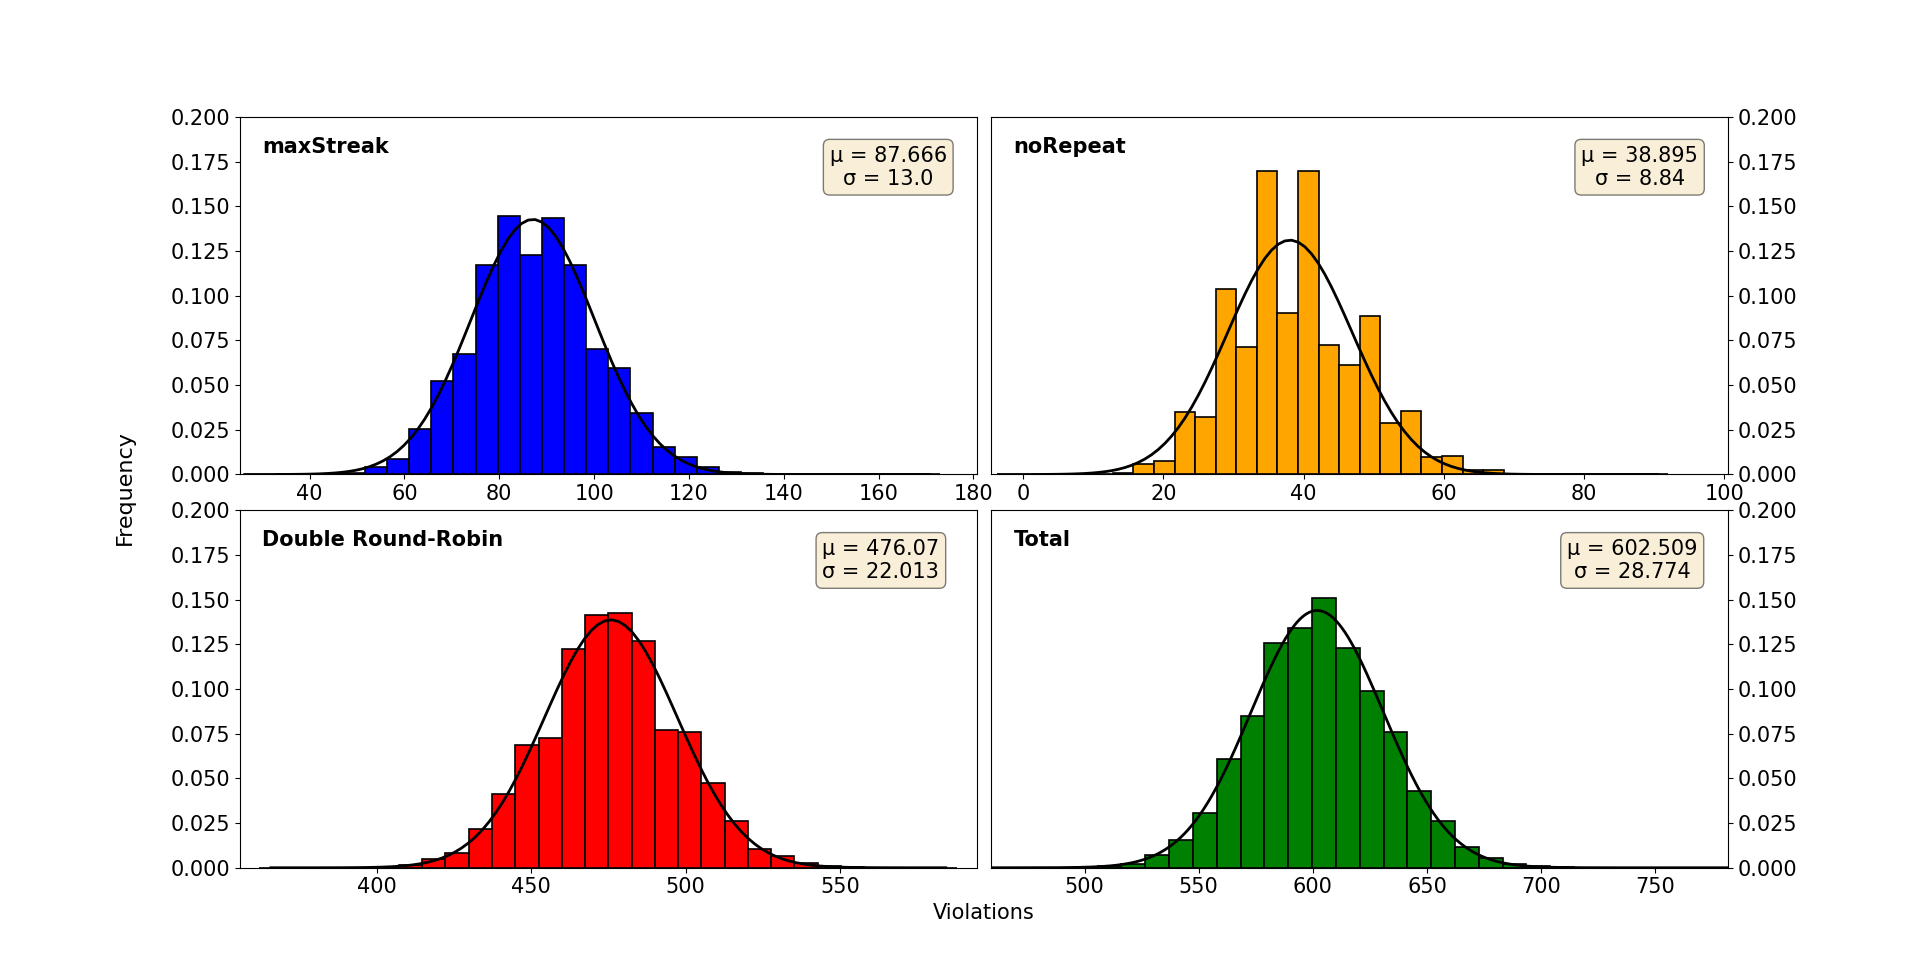 maxStreak
μ = 87.666
σ = 13.0
0.200
0.175
0.150
0.125
0.100
0.075
0.050
0.025
0.000
40 60 80 100 120 140 160 180
noRepeat
μ = 38.895
σ = 8.84
0.200
0.175
0.150
0.125
0.100
0.075
0.050
0.025
0.000
0 20 40 60 80 100
Frequency
Double Round-Robin
μ = 476.07
σ = 22.013
0.200
0.175
0.150
0.125
0.100
0.075
0.050
0.025
0.000
400 450 500 550
Total
μ = 602.509
σ = 28.774
0.200
0.175
0.150
0.125
0.100
0.075
0.050
0.025
0.000
500 550 600 650 700 750
Violations